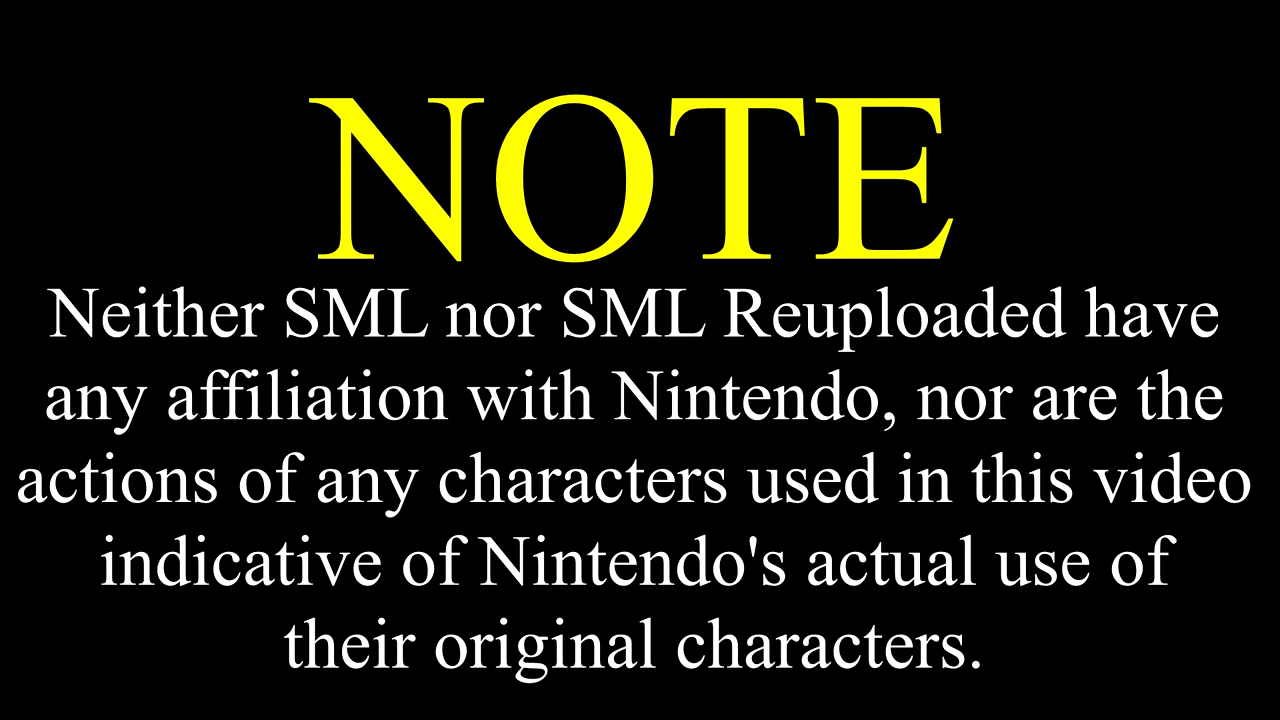 NOTE
Neither SML nor SML Reuploaded have
any affiliation with Nintendo, nor are the
actions of any characters used in this video
indicative of Nintendo's actual use of
their original characters.